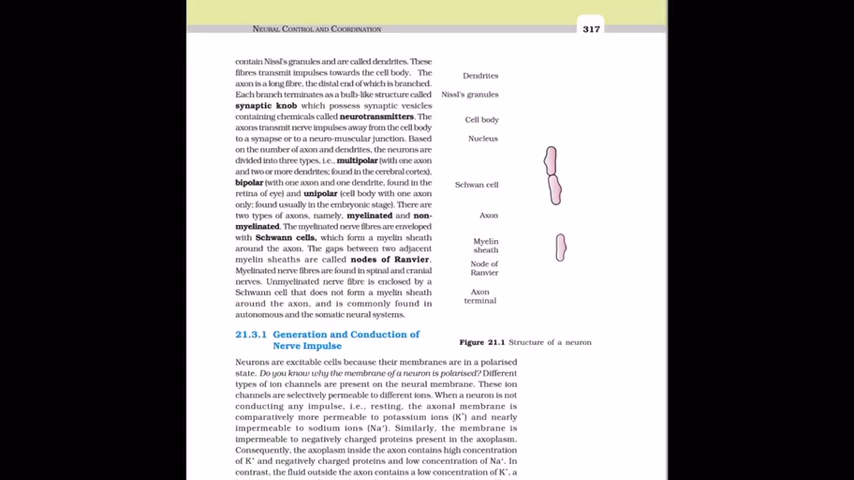 NEURAL CONTROL AND COORDINATION
317
contain Nissl's granules and are called dendrites. These
fibres transmit impulses towards the cell body. The
axon is a long fibre, the distal end of which is branched.
Each branch terminates as a bulb-like structure called
synaptic knob which possess synaptic vesicles
containing chemicals called neurotransmitters. The
axons transmit nerve impulses away from the cell body
to a synapse or to a neuro-muscular junction. Based
on the number of axon and dendrites, the neurons are
divided into three types, i.e., multipolar (with one axon
and two or more dendrites; found in the cerebral cortex),
bipolar (with one axon and one dendrite, found in the
retina of eye) and unipolar (cell body with one axon
only; found usually in the embryonic stage). There are
two types of axons, namely, myelinated and non-
myelinated. The myelinated nerve fibres are enveloped
with Schwann cells, which form a myelin sheath
around the axon. The gaps between two adjacent
myelin sheaths are called nodes of Ranvier.
Myelinated nerve fibres are found in spinal and cranial
nerves. Unmyelinated nerve fibre is enclosed by a
Schwann cell that does not form a myelin sheath
around the axon, and is commonly found in
autonomous and the somatic neural systems.
Dendrites
Nissl's granules
Cell body
Nucleus
Schwan cell
Axon
Myelin
sheath
Node of
Ranvier
Axon
terminal
Figure 21.1 Structure of a neuron
21.3.1 Generation and Conduction of
Nerve Impulse
Neurons are excitable cells because their membranes are in a polarised
state. Do you know why the membrane of a neuron is polarised? Different
types of ion channels are present on the neural membrane. These ion
channels are selectively permeable to different ions. When a neuron is not
conducting any impulse, i.e., resting, the axonal membrane is
comparatively more permeable to potassium ions (K⁺) and nearly
impermeable to sodium ions (Na⁺). Similarly, the membrane is
impermeable to negatively charged proteins present in the axoplasm.
Consequently, the axoplasm inside the axon contains high concentration
of K⁺ and negatively charged proteins and low concentration of Na⁺. In
contrast, the fluid outside the axon contains a low concentration of K⁺, a